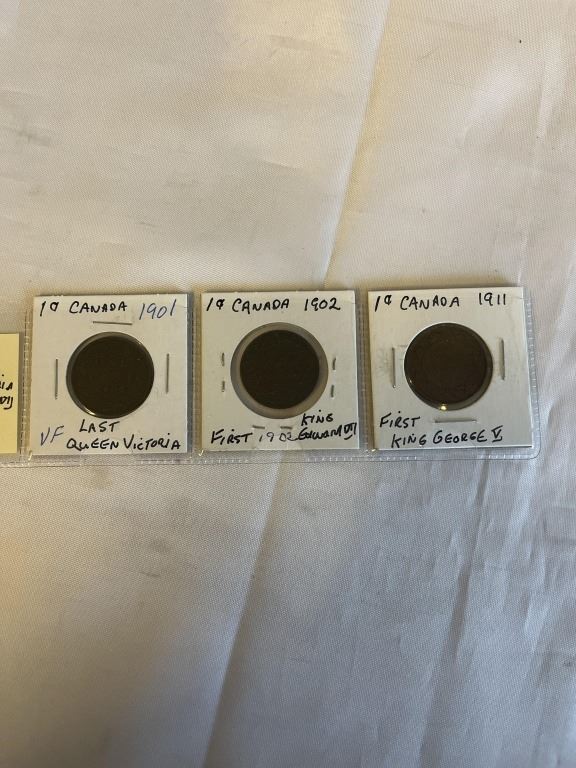 1¢ CANADA 1901
VF LAST
QUEEN VICTORIA
1¢ CANADA 1902
FIRST 1902 KING
EDWARD VII
1¢ CANADA 1911
FIRST
KING GEORGE V